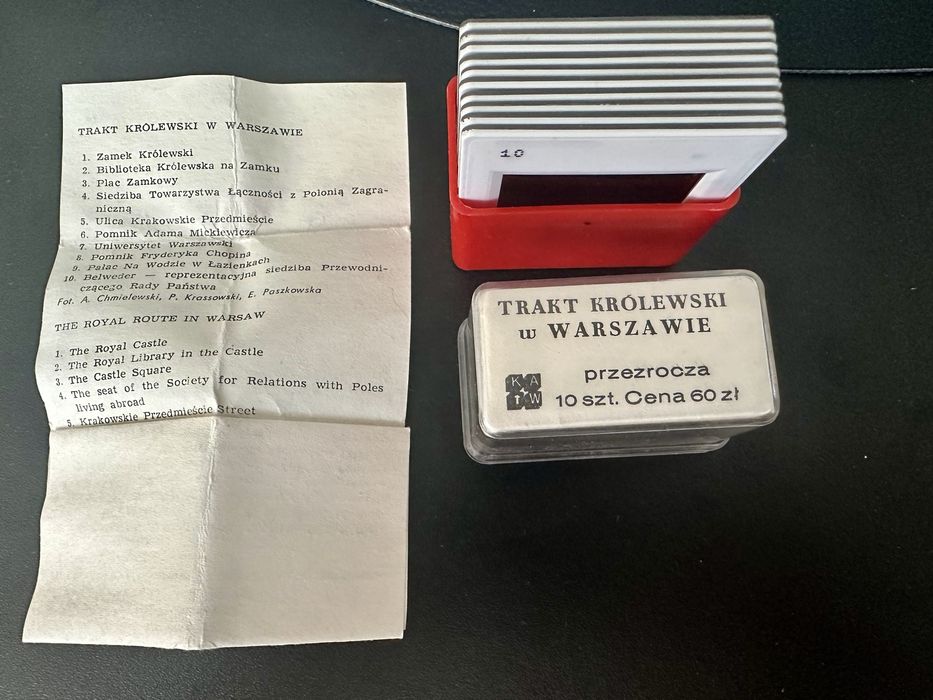 TRAKT KRÓLEWSKI W WARSZAWIE
1. Zamek Królewski
2. Biblioteka Królewska na Zamku
3. Plac Zamkowy
4. Siedziba Towarzystwa Łączności z Polonią Zagra-
niczną
5. Ulica Krakowskie Przedmieście
6. Pomnik Adama Mickiewicza
7. Uniwersytet Warszawski
8. Pomnik Fryderyka Chopina
9. Pałac Na Wodzie w Łazienkach
10. Belweder — reprezentacyjna siedziba Przewodni-
czącego Rady Państwa
Fot. A. Chmielewski, P. Krassowski, E. Paszkowska
THE ROYAL ROUTE IN WARSAW
1. The Royal Castle
2. The Royal Library in the Castle
3. The Castle Square
4. The seat of the Society for Relations with Poles
living abroad
5. Krakowskie Przedmieście Street
10
TRAKT KRÓLEWSKI
w WARSZAWIE
przezrocza
KAW
10 szt. Cena 60 zł